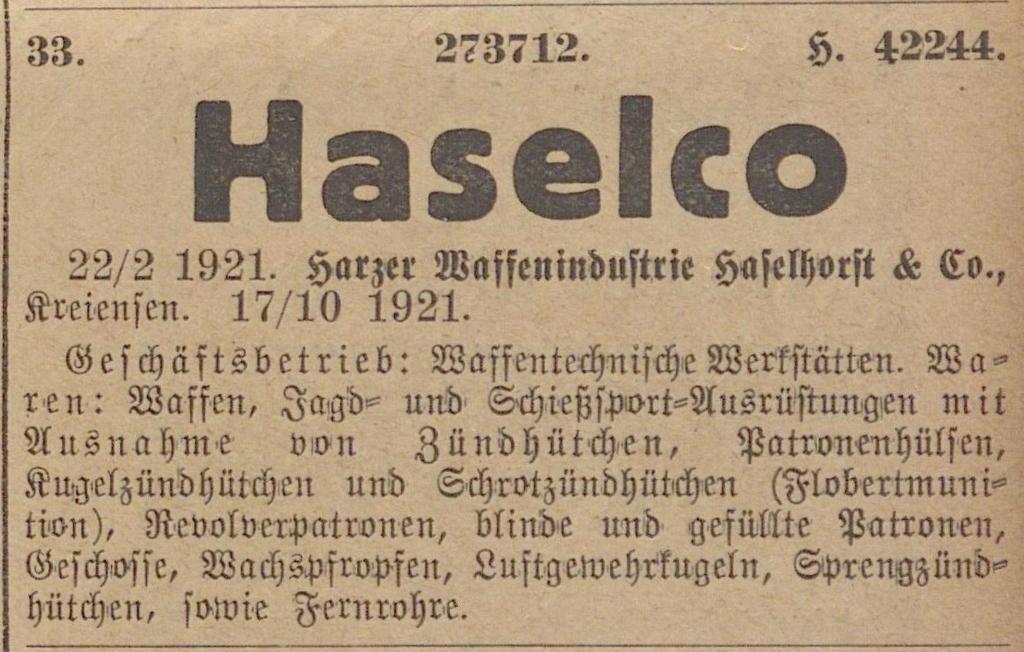 33. 273712. H. 42244.
Haselco
22/2 1921. Harzer Waffenindustrie Haselhorst & Co.,
Kreiensen. 17/10 1921.
Geschäftsbetrieb: Waffentechnische Werkstätten. Wa-
ren: Waffen, Jagd- und Schießsport-Ausrüstungen mit
Ausnahme von Zündhütchen, Patronenhülsen,
Kugelzündhütchen und Schrotzündhütchen (Flobertmuni-
tion), Revolverpatronen, blinde und gefüllte Patronen,
Geschosse, Wachspfropfen, Luftgewehrkugeln, Sprengzünd-
hütchen, sowie Fernrohre.